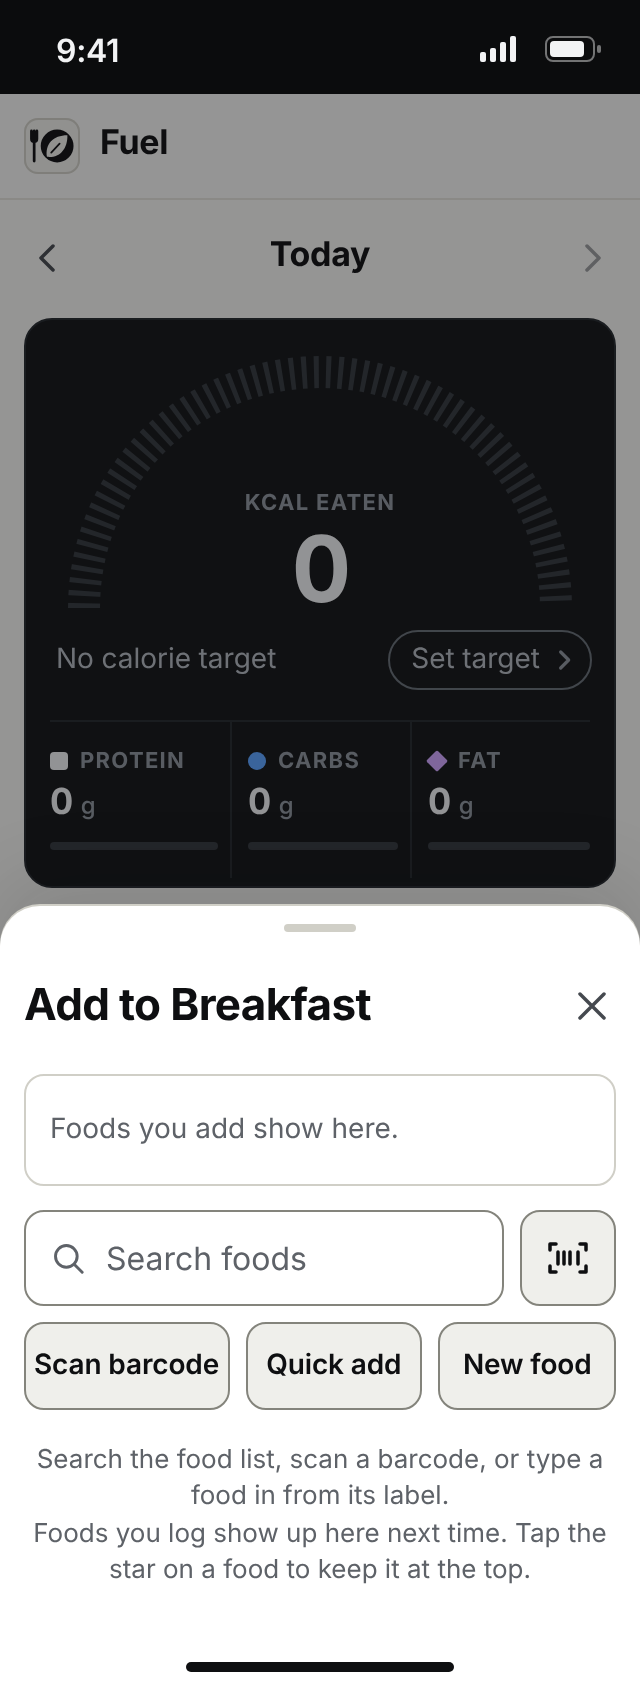 9:41
Fuel
Today
KCAL EATEN
0
No calorie target
Set target
PROTEIN
CARBS
FAT
0 g
0 g
0 g
Add to Breakfast
Foods you add show here.
Search foods
Scan barcode
Quick add
New food
Search the food list, scan a barcode, or type a
food in from its label.
Foods you log show up here next time. Tap the
star on a food to keep it at the top.